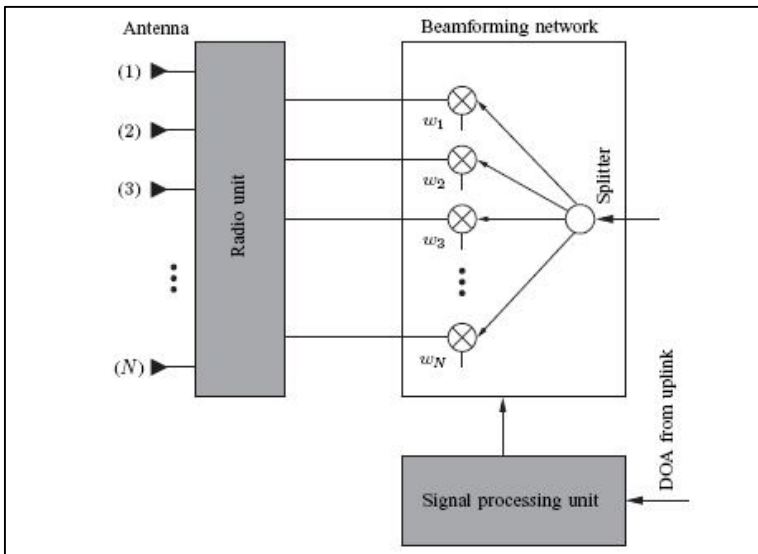 Antenna
Beamforming network
(1)
(2)
(3)
(N)
Radio unit
w1
w2
w3
wN
Splitter
Signal processing unit
DOA from uplink